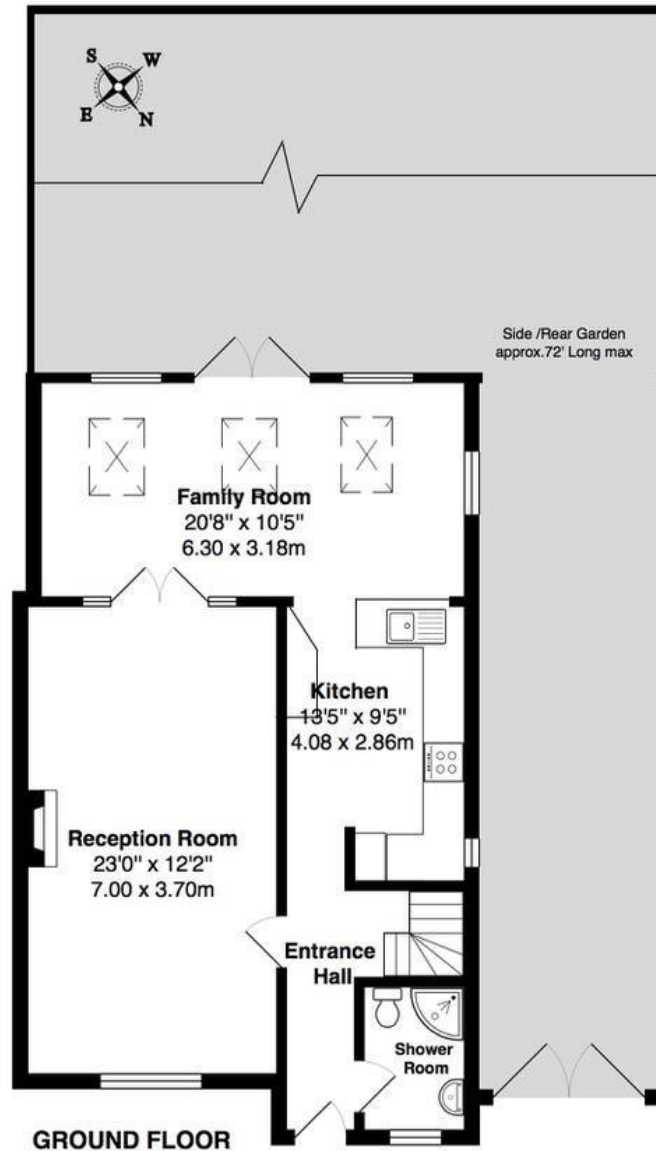 S W
E N
Side /Rear Garden
approx.72' Long max
Family Room
20'8" x 10'5"
6.30 x 3.18m
Kitchen
13'5" x 9'5"
4.08 x 2.86m
Reception Room
23'0" x 12'2"
7.00 x 3.70m
Entrance
Hall
Shower
Room
GROUND FLOOR